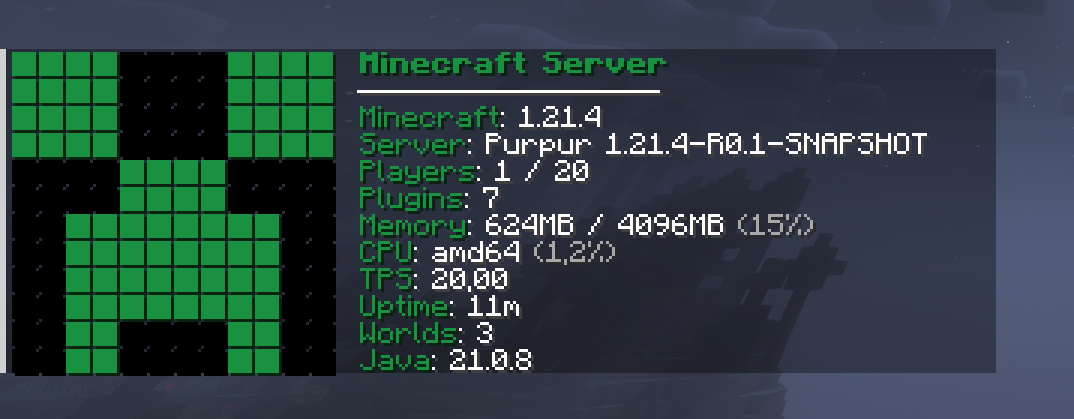 Minecraft Server
Minecraft: 1.21.4
Server: Purpur 1.21.4-R0.1-SNAPSHOT
Players: 1 / 20
Plugins: 7
Memory: 624MB / 4096MB (15%)
CPU: amd64 (1,2%)
TPS: 20,00
Uptime: 11m
Worlds: 3
Java: 21.0.8